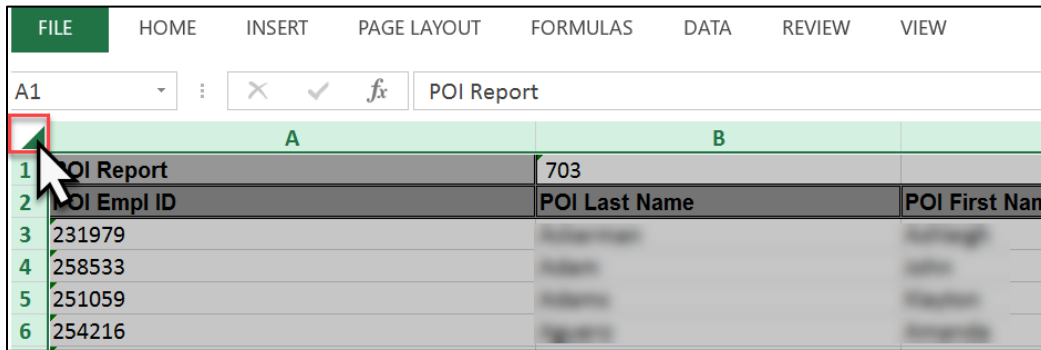 FILE HOME INSERT PAGE LAYOUT FORMULAS DATA REVIEW VIEW
A1 fx POI Report
A B
1 POI Report 703
2 POI Empl ID POI Last Name POI First Nam
3 231979
4 258533
5 251059
6 254216